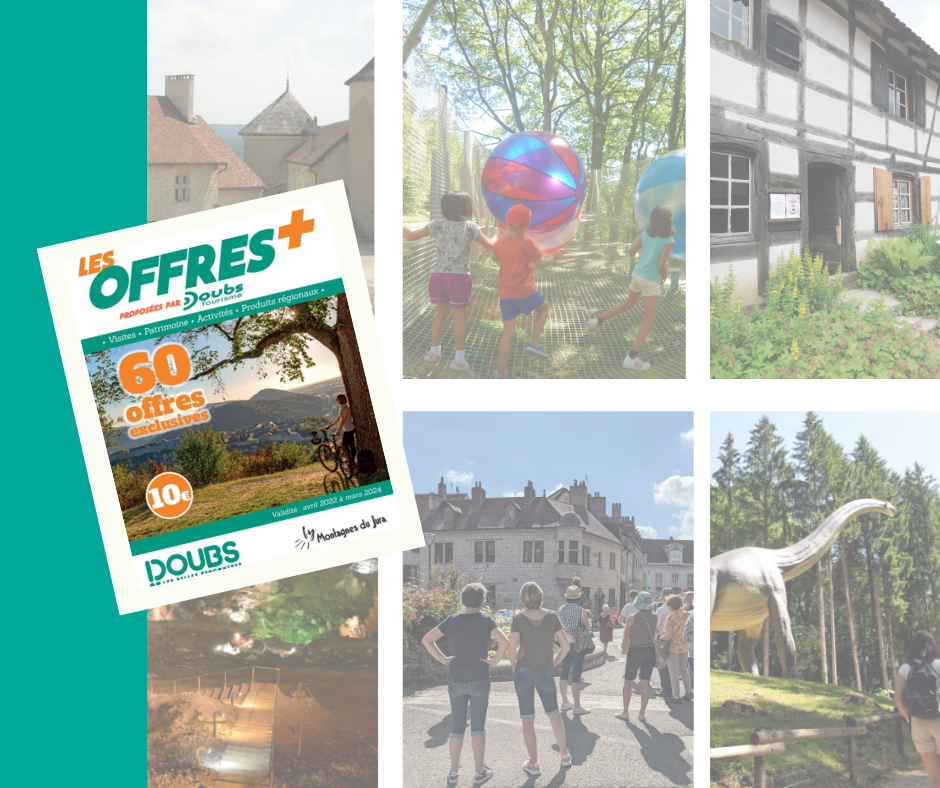 LES
OFFRES+
PROPOSÉES PAR Doubs
Tourisme
• Visites • Patrimoine • Activités • Produits régionaux •
60
offres
exclusives
10€
Validité : avril 2022 à mars 2024
DOUBS
by
Montagnes du Jura